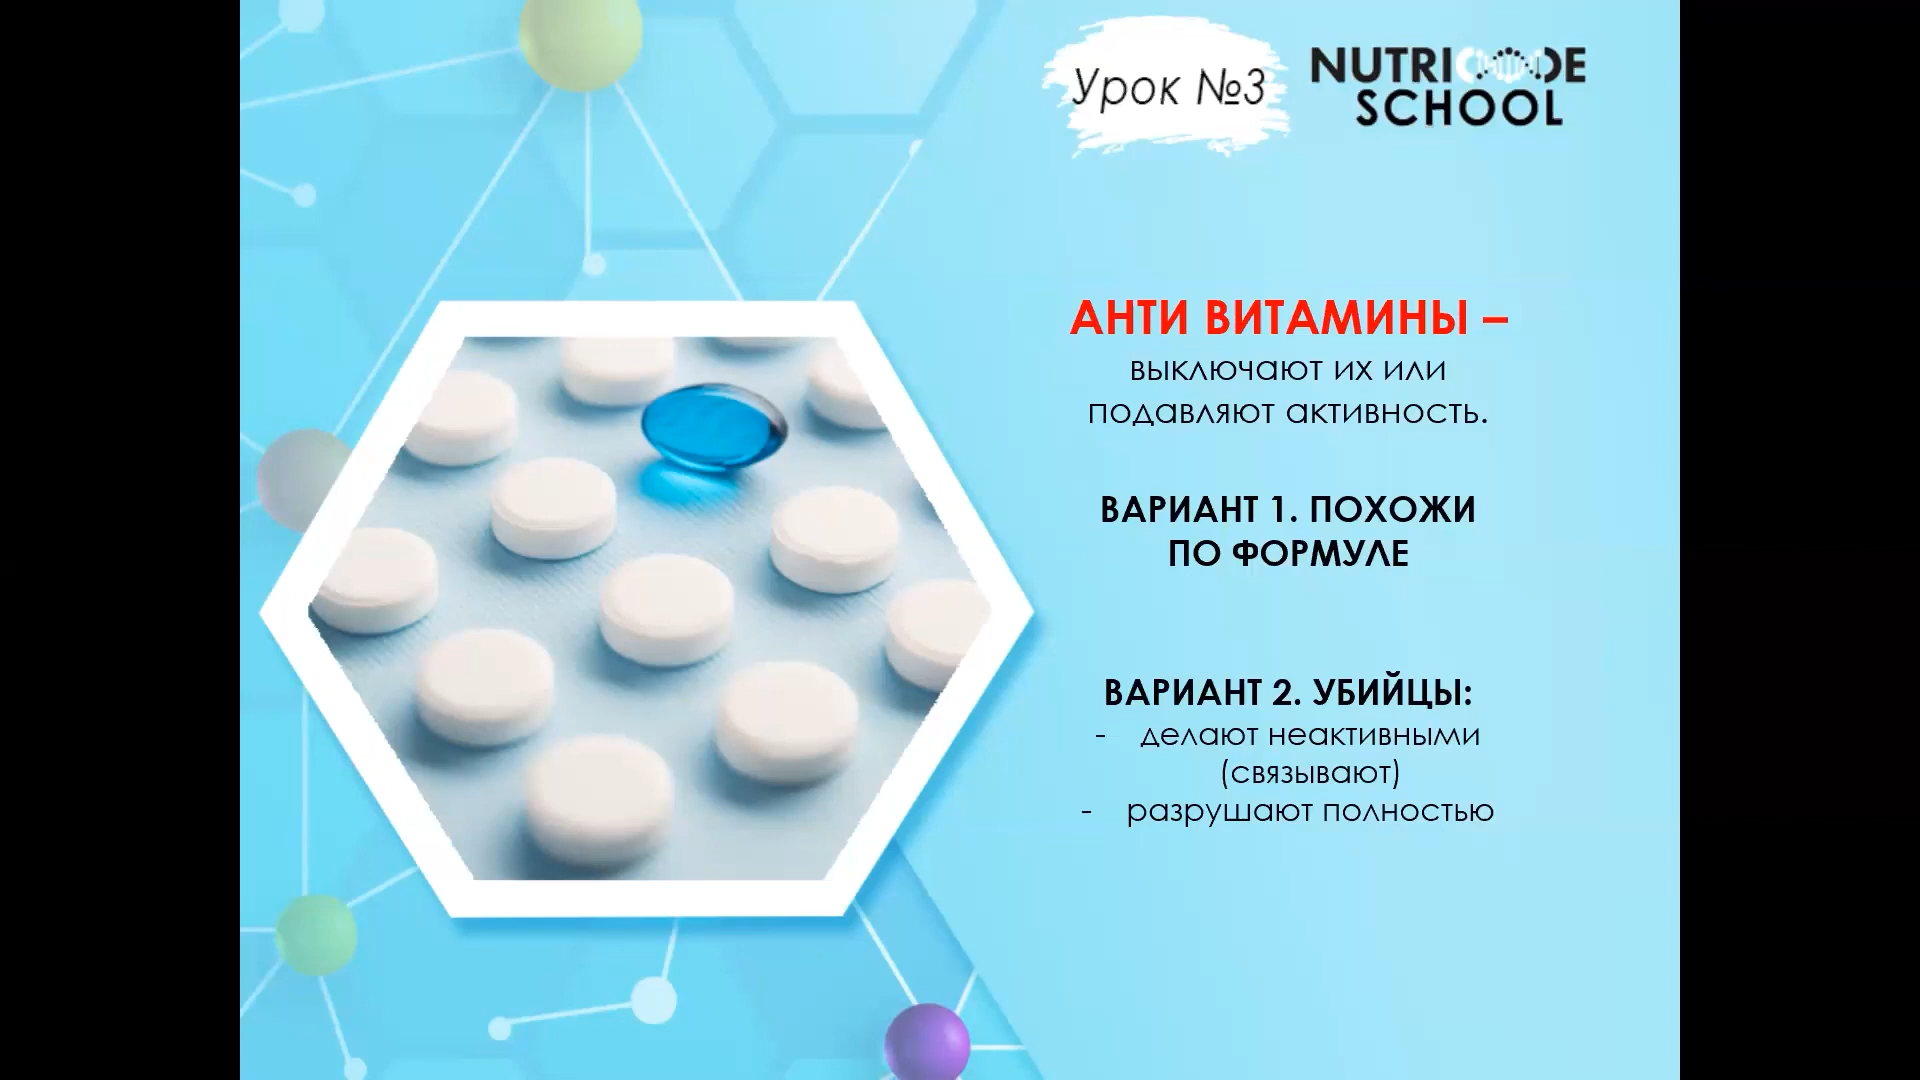 Урок №3
NUTRICODE
SCHOOL
АНТИ ВИТАМИНЫ –
выключают их или
подавляют активность.
ВАРИАНТ 1. ПОХОЖИ
ПО ФОРМУЛЕ
ВАРИАНТ 2. УБИЙЦЫ:
- делают неактивными
(связывают)
- разрушают полностью